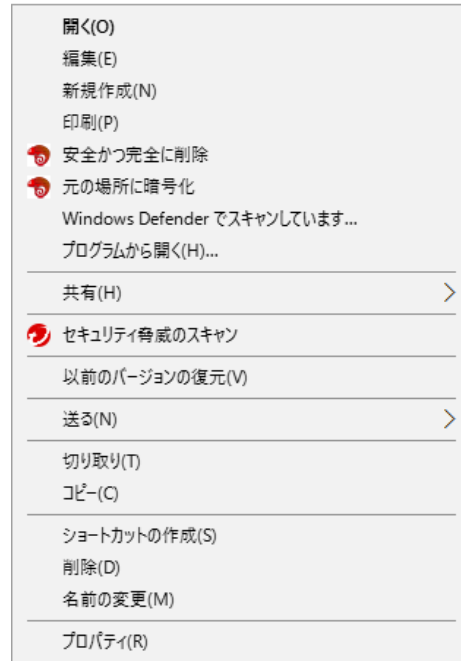 開く(O)
編集(E)
新規作成(N)
印刷(P)
安全かつ完全に削除
元の場所に暗号化
Windows Defender でスキャンしています...
プログラムから開く(H)...
共有(H)
セキュリティ脅威のスキャン
以前のバージョンの復元(V)
送る(N)
切り取り(T)
コピー(C)
ショートカットの作成(S)
削除(D)
名前の変更(M)
プロパティ(R)